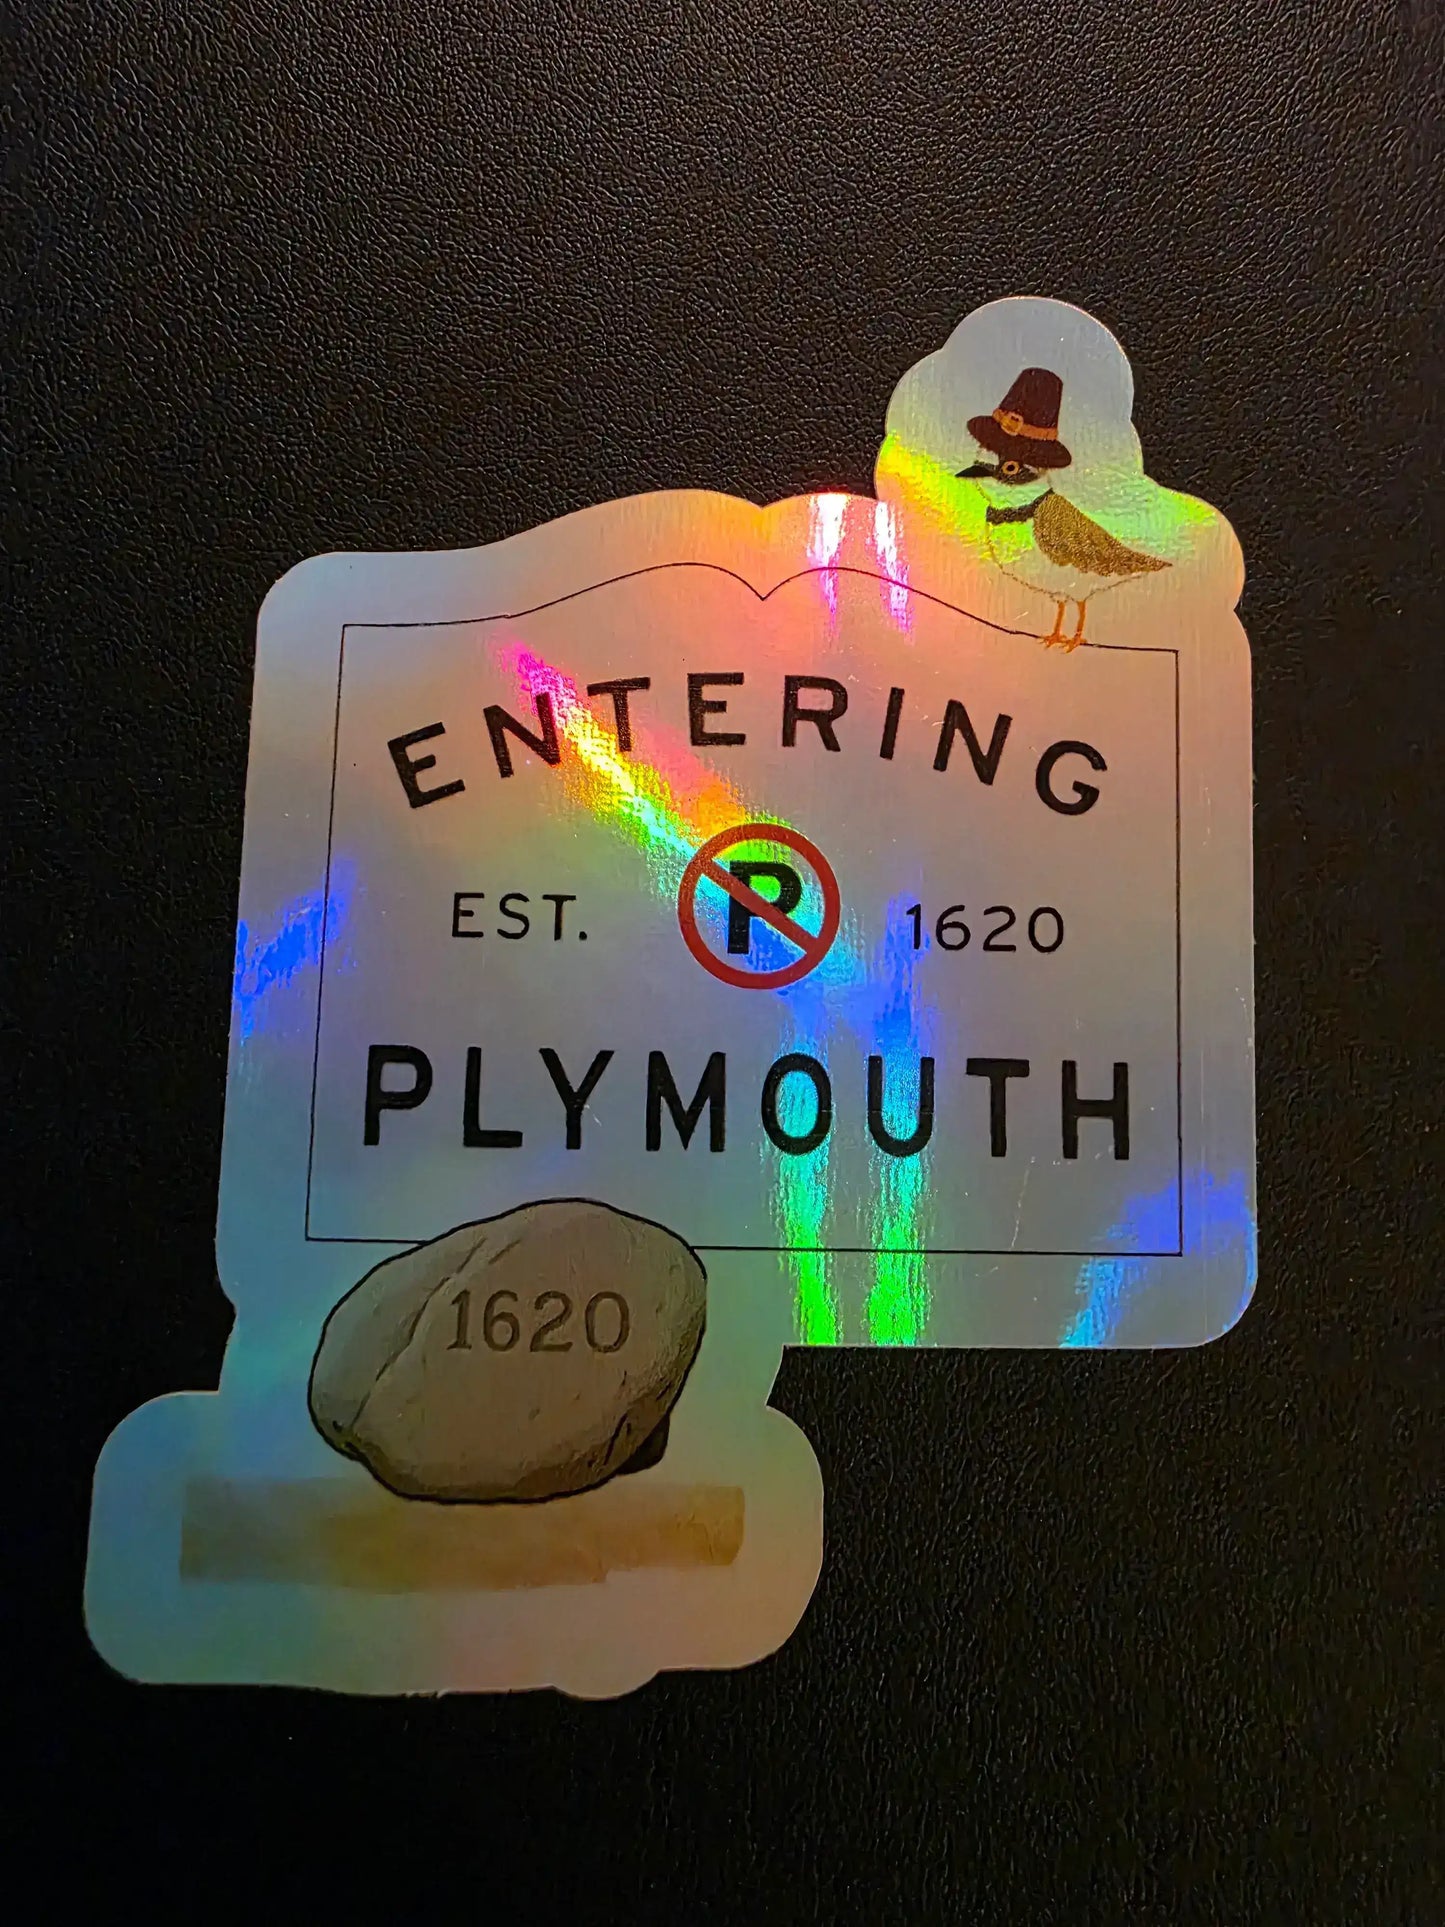 ENTERING
EST. P 1620
PLYMOUTH
1620